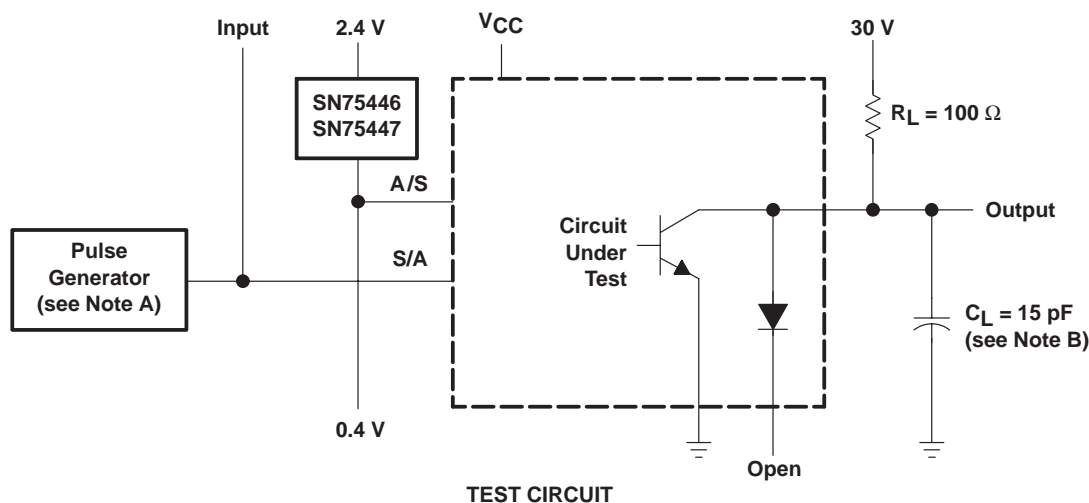 Input
2.4 V
VCC
30 V
SN75446
SN75447
RL = 100 Ω
A/S
Output
Circuit
Under
Test
Pulse
Generator
(see Note A)
S/A
CL = 15 pF
(see Note B)
0.4 V
Open
TEST CIRCUIT